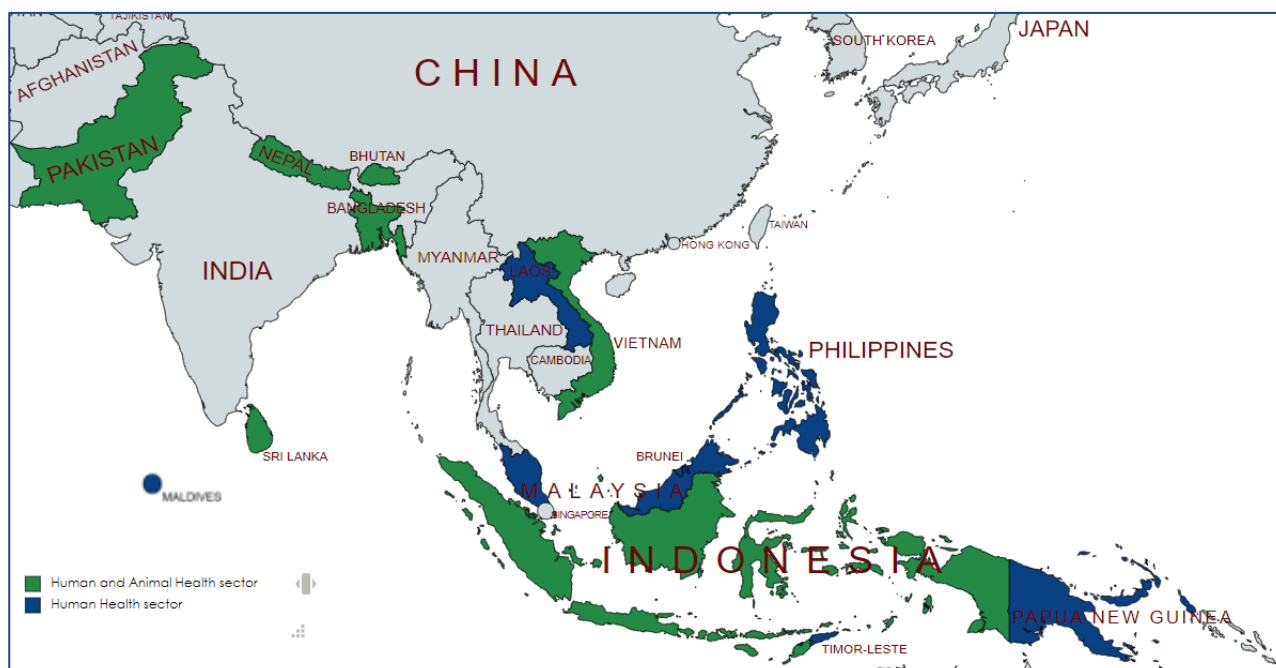 TAJIKISTAN
AFGHANISTAN
CHINA
SOUTH KOREA
JAPAN
PAKISTAN
NEPAL
BHUTAN
BANGLADESH
TAIWAN
HONG KONG
MYANMAR
LAOS
INDIA
THAILAND
VIETNAM
CAMBODIA
PHILIPPINES
SRI LANKA
BRUNEI
MALDIVES
MALAYSIA
SINGAPORE
INDONESIA
Human and Animal Health sector
Human Health sector
PAPUA NEW GUINEA
TIMOR-LESTE